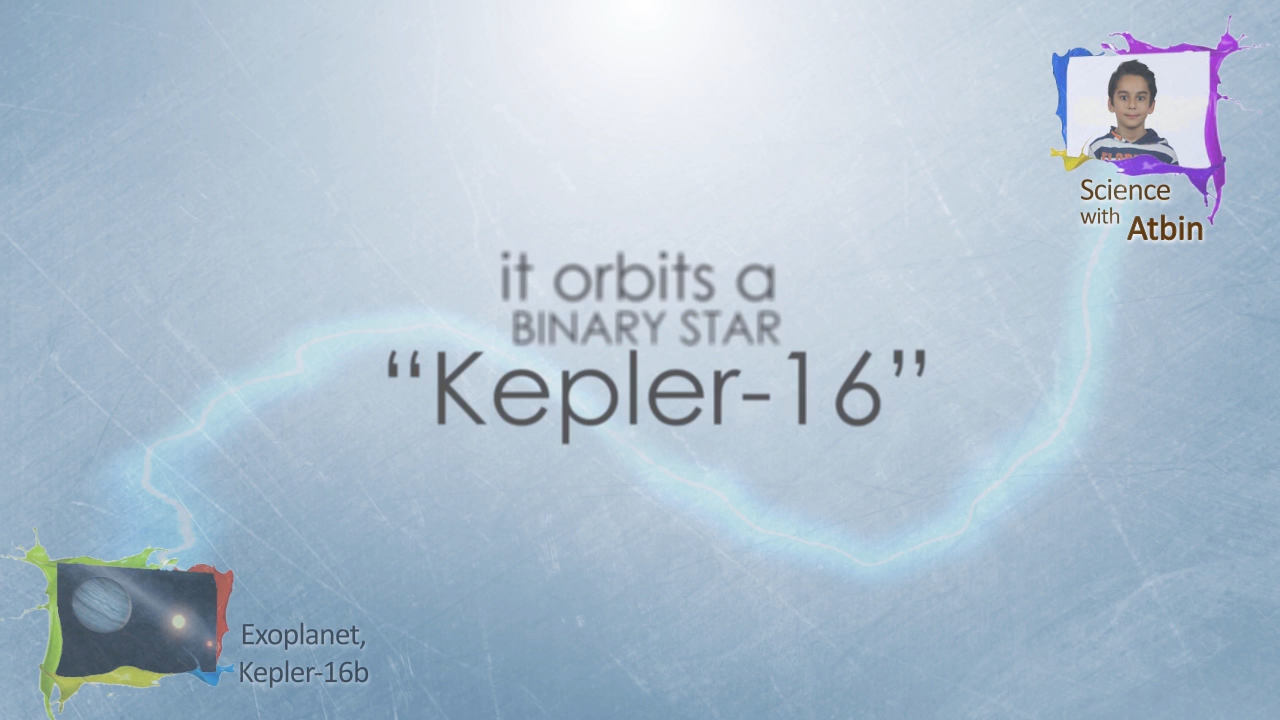 Science
with Atbin
it orbits a
BINARY STAR
“Kepler-16”
Exoplanet,
Kepler-16b